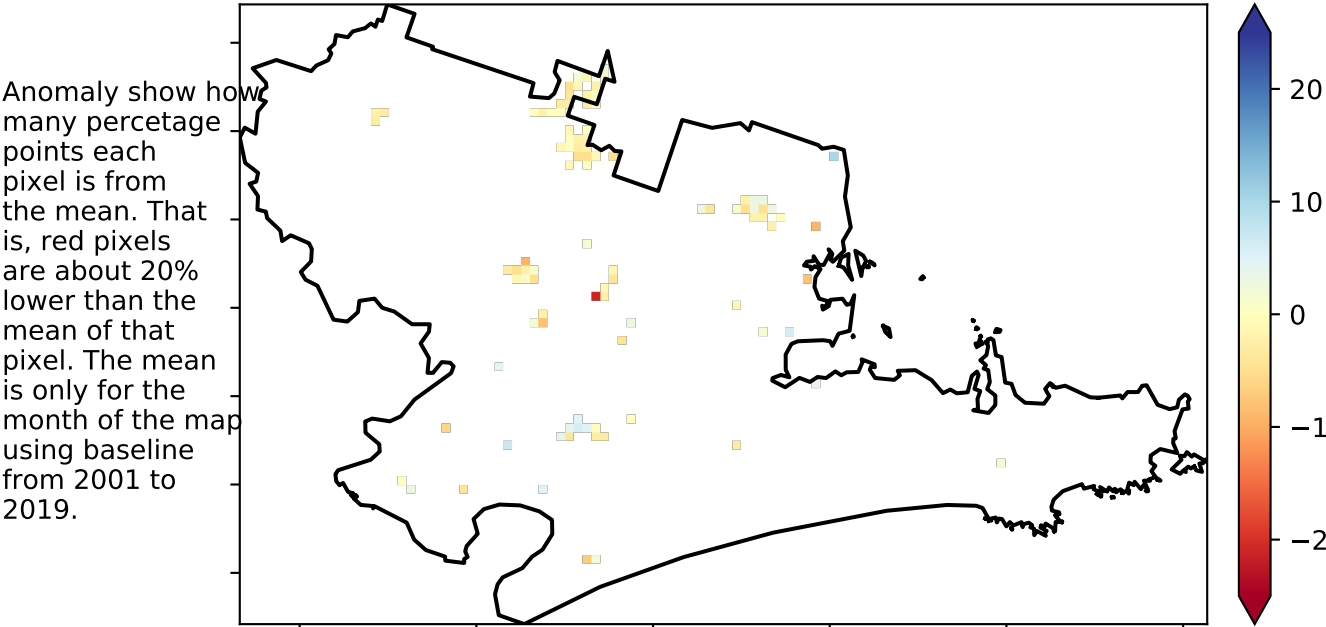 Anomaly show how
many percetage
points each
pixel is from
the mean. That
is, red pixels
are about 20%
lower than the
mean of that
pixel. The mean
is only for the
month of the map
using baseline
from 2001 to
2019.
20
10
0
−1
−2